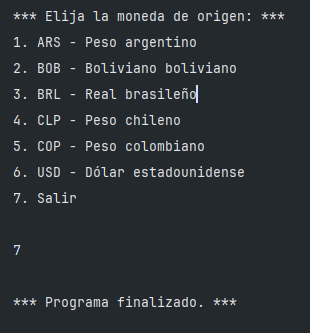 *** Elija la moneda de origen: ***
1. ARS - Peso argentino
2. BOB - Boliviano boliviano
3. BRL - Real brasileño
4. CLP - Peso chileno
5. COP - Peso colombiano
6. USD - Dólar estadounidense
7. Salir
7
*** Programa finalizado. ***